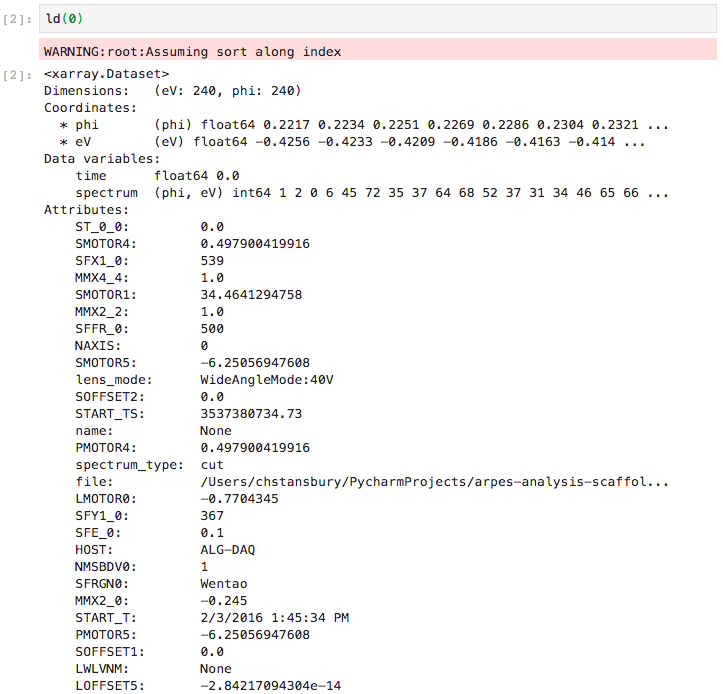 [2]: ld(0)
WARNING:root:Assuming sort along index
[2]: <xarray.Dataset>
Dimensions:   (eV: 240, phi: 240)
Coordinates:
  * phi       (phi) float64 0.2217 0.2234 0.2251 0.2269 0.2286 0.2304 0.2321 ...
  * eV        (eV) float64 -0.4256 -0.4233 -0.4209 -0.4186 -0.4163 -0.414 ...
Data variables:
    time      float64 0.0
    spectrum  (phi, eV) int64 1 2 0 6 45 72 35 37 64 68 52 37 31 34 46 65 66 ...
Attributes:
    ST_0_0:         0.0
    SMOTOR4:        0.497900419916
    SFX1_0:         539
    MMX4_4:         1.0
    SMOTOR1:        34.4641294758
    MMX2_2:         1.0
    SFFR_0:         500
    NAXIS:          0
    SMOTOR5:        -6.25056947608
    lens_mode:      WideAngleMode:40V
    SOFFSET2:       0.0
    START_TS:       3537380734.73
    name:           None
    PMOTOR4:        0.497900419916
    spectrum_type:  cut
    file:           /Users/chstansbury/PycharmProjects/arpes-analysis-scaffol...
    LMOTOR0:        -0.7704345
    SFY1_0:         367
    SFE_0:          0.1
    HOST:           ALG-DAQ
    NMSBDV0:        1
    SFRGN0:         Wentao
    MMX2_0:         -0.245
    START_T:        2/3/2016 1:45:34 PM
    PMOTOR5:        -6.25056947608
    SOFFSET1:       0.0
    LWLVNM:         None
    LOFFSET5:       -2.84217094304e-14